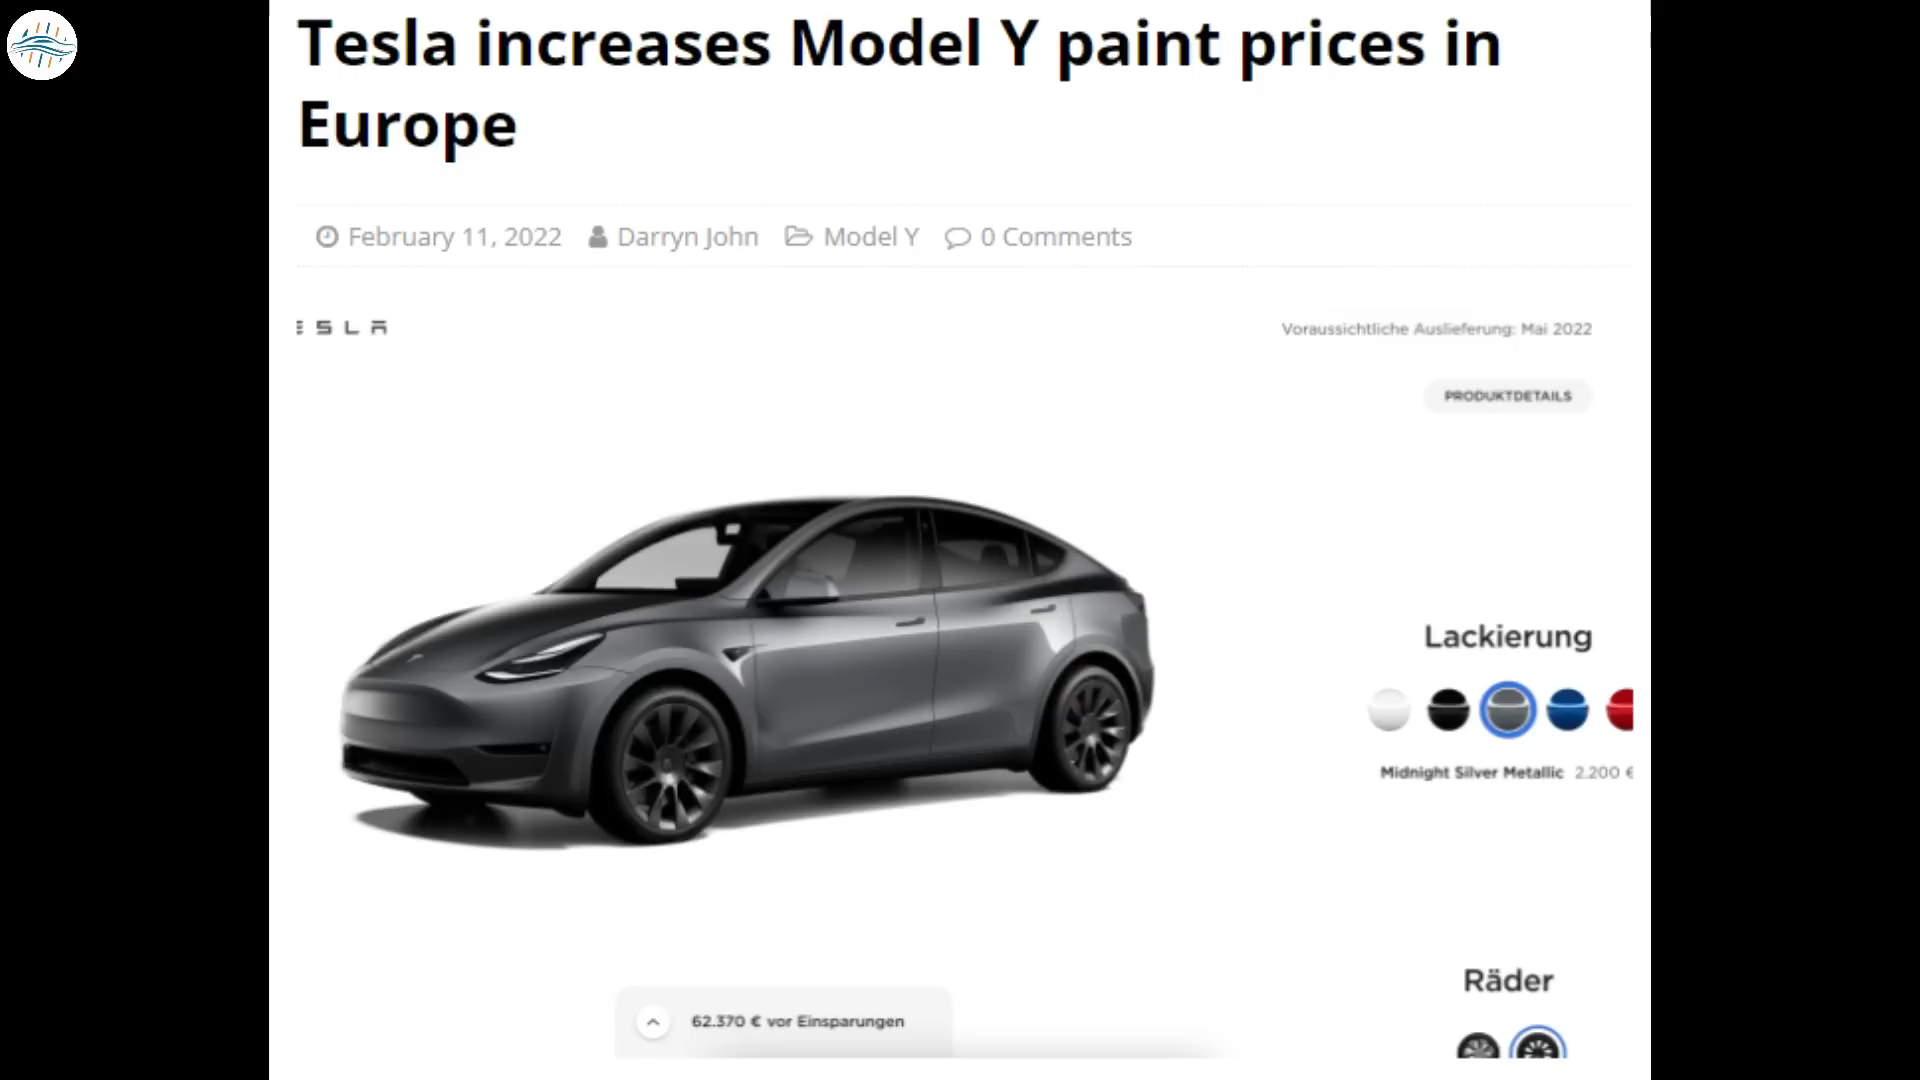 Tesla increases Model Y paint prices in
Europe
February 11, 2022 Darryn John Model Y 0 Comments
ESLA
Voraussichtliche Auslieferung: Mai 2022
PRODUKTDETAILS
Lackierung
Midnight Silver Metallic 2.200 €
Räder
62.370 € vor Einsparungen